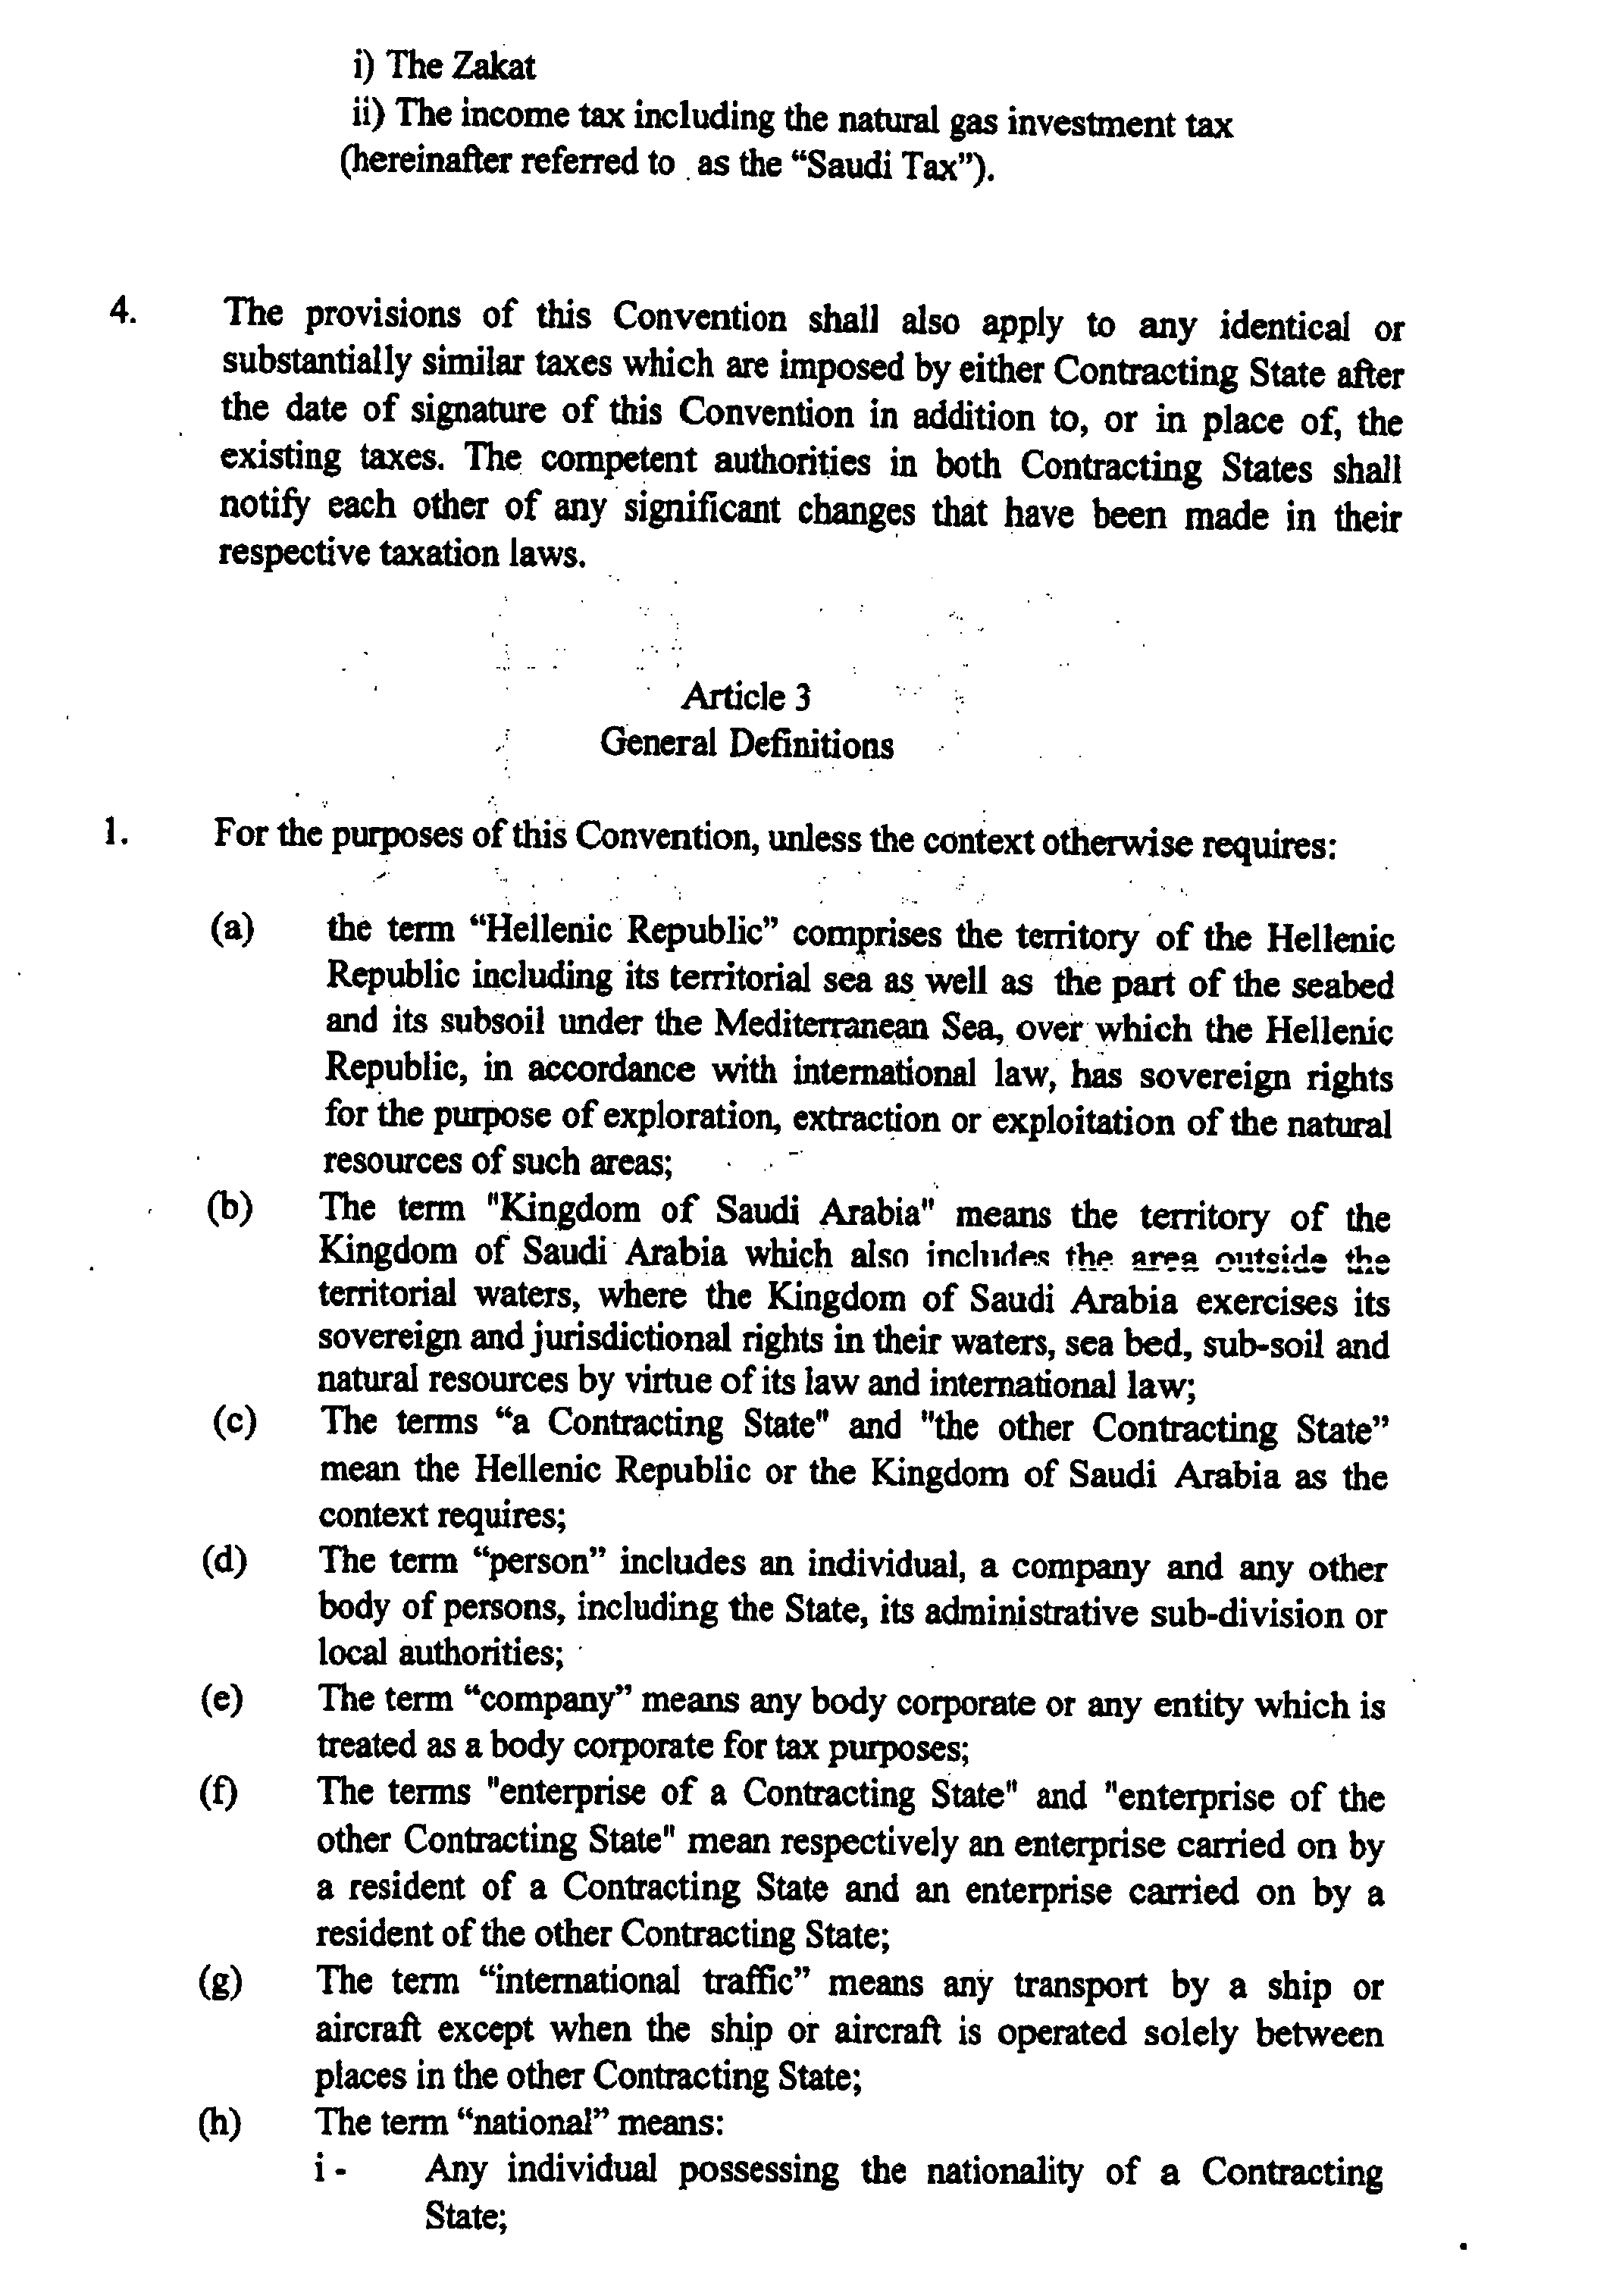 i) The Zakat
ii) The income tax including the natural gas investment tax
(hereinafter referred to as the “Saudi Tax”).
4. The provisions of this Convention shall also apply to any identical or
substantially similar taxes which are imposed by either Contracting State after
the date of signature of this Convention in addition to, or in place of, the
existing taxes. The competent authorities in both Contracting States shall
notify each other of any significant changes that have been made in their
respective taxation laws.
Article 3
General Definitions
1. For the purposes of this Convention, unless the context otherwise requires:
(a) the term “Hellenic Republic” comprises the territory of the Hellenic
Republic including its territorial sea as well as the part of the seabed
and its subsoil under the Mediterranean Sea, over which the Hellenic
Republic, in accordance with international law, has sovereign rights
for the purpose of exploration, extraction or exploitation of the natural
resources of such areas;
(b) The term "Kingdom of Saudi Arabia" means the territory of the
Kingdom of Saudi Arabia which also includes the area outside the
territorial waters, where the Kingdom of Saudi Arabia exercises its
sovereign and jurisdictional rights in their waters, sea bed, sub-soil and
natural resources by virtue of its law and international law;
(c) The terms “a Contracting State" and "the other Contracting State”
mean the Hellenic Republic or the Kingdom of Saudi Arabia as the
context requires;
(d) The term “person” includes an individual, a company and any other
body of persons, including the State, its administrative sub-division or
local authorities;
(e) The term “company” means any body corporate or any entity which is
treated as a body corporate for tax purposes;
(f) The terms "enterprise of a Contracting State" and "enterprise of the
other Contracting State" mean respectively an enterprise carried on by
a resident of a Contracting State and an enterprise carried on by a
resident of the other Contracting State;
(g) The term “international traffic” means any transport by a ship or
aircraft except when the ship or aircraft is operated solely between
places in the other Contracting State;
(h) The term “national” means:
i - Any individual possessing the nationality of a Contracting
State;